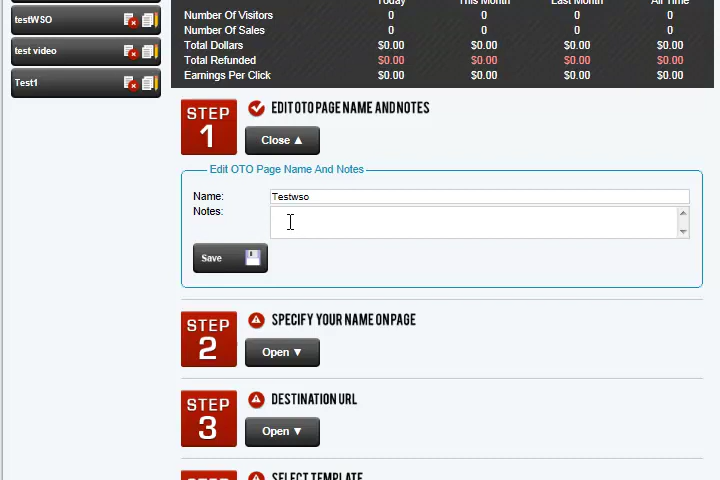 testWSO
test video
Test1
Today This Month Last Month All Time
Number Of Visitors 0 0 0 0
Number Of Sales 0 0 0 0
Total Dollars $0.00 $0.00 $0.00 $0.00
Total Refunded $0.00 $0.00 $0.00 $0.00
Earnings Per Click $0.00 $0.00 $0.00 $0.00
STEP 1
EDIT OTO PAGE NAME AND NOTES
Close ▲
Edit OTO Page Name And Notes
Name: Testwso
Notes:
Save
STEP 2
SPECIFY YOUR NAME ON PAGE
Open ▼
STEP 3
DESTINATION URL
Open ▼
SELECT TEMPLATE